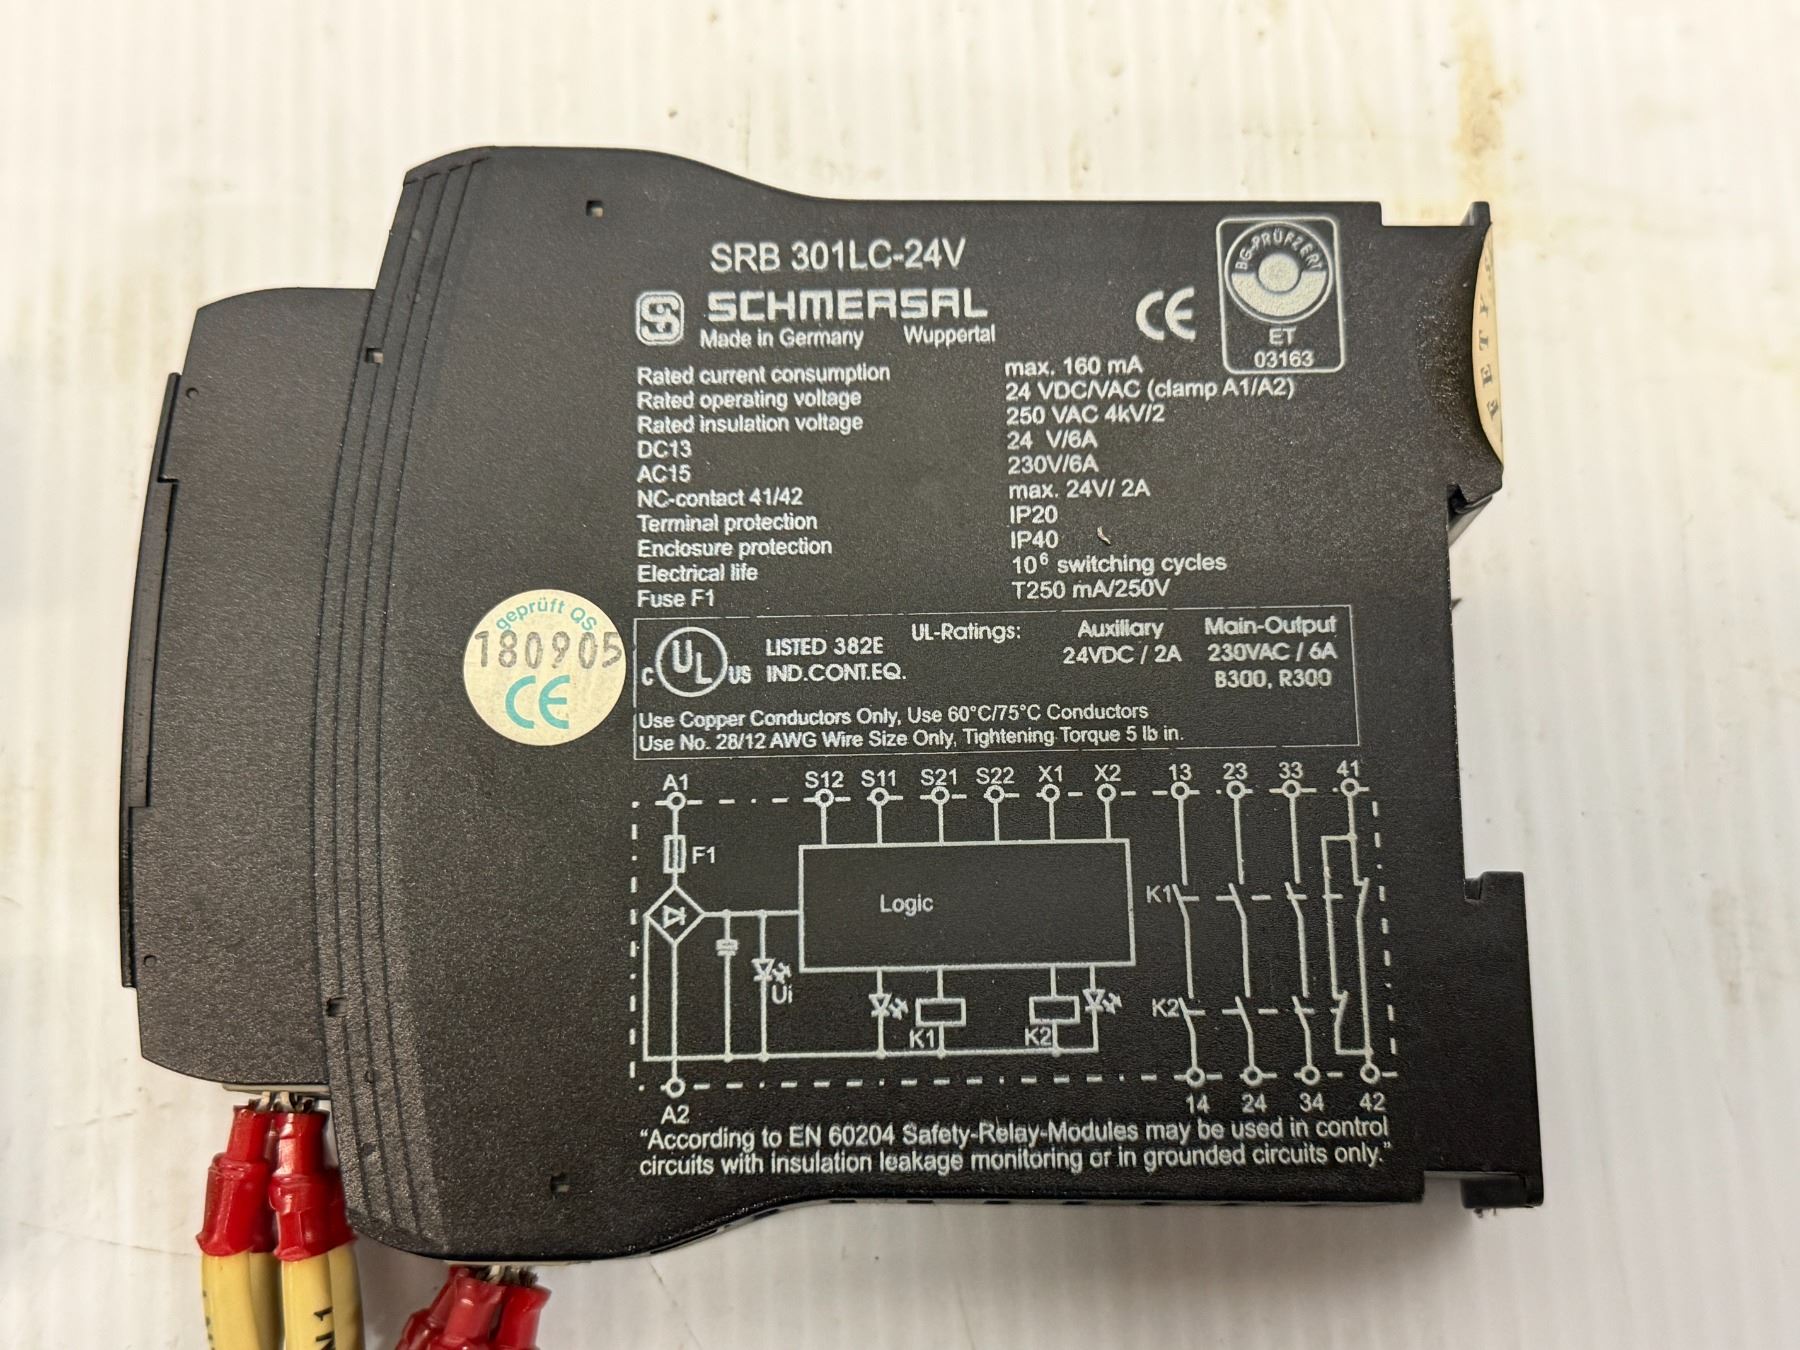 SRB 301LC-24V
SCHMERSAL
Made in Germany Wuppertal
CE
BG-PRÜFZERT
ET
03163
Rated current consumption max. 160 mA
Rated operating voltage 24 VDC/VAC (clamp A1/A2)
Rated insulation voltage 250 VAC 4kV/2
DC13 24 V/6A
AC15 230V/6A
NC-contact 41/42 max. 24V/ 2A
Terminal protection IP20
Enclosure protection IP40
Electrical life 10⁶ switching cycles
Fuse F1 T250 mA/250V
geprüft QS
180905
CE
C UL US LISTED 382E
IND.CONT.EQ.
UL-Ratings: Auxiliary Main-Output
24VDC / 2A 230VAC / 6A
B300, R300
Use Copper Conductors Only, Use 60°C/75°C Conductors
Use No. 28/12 AWG Wire Size Only, Tightening Torque 5 lb in.
A1 S12 S11 S21 S22 X1 X2 13 23 33 41
F1
Logic
K1
Ui
K1 K2
K2
A2 14 24 34 42
"According to EN 60204 Safety-Relay-Modules may be used in control
circuits with insulation leakage monitoring or in grounded circuits only."